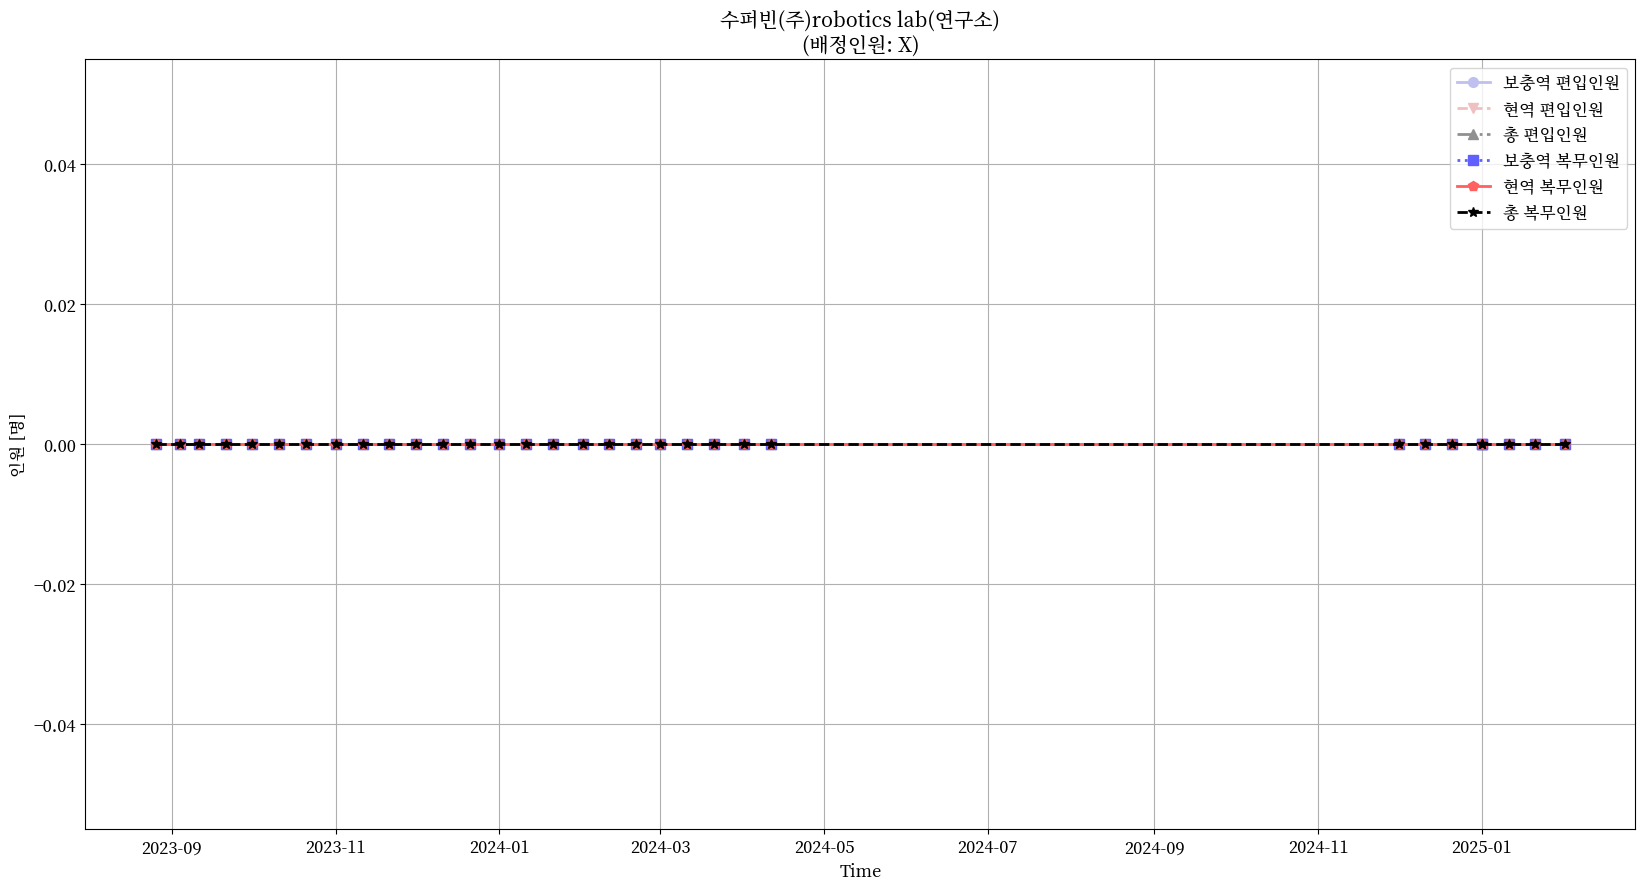 수퍼빈(주)robotics lab(연구소)
(배정인원: X)
보충역 편입인원
현역 편입인원
총 편입인원
보충역 복무인원
현역 복무인원
총 복무인원
0.04
0.02
0.00
−0.02
−0.04
인원 [명]
2023-09
2023-11
2024-01
2024-03
2024-05
2024-07
2024-09
2024-11
2025-01
Time